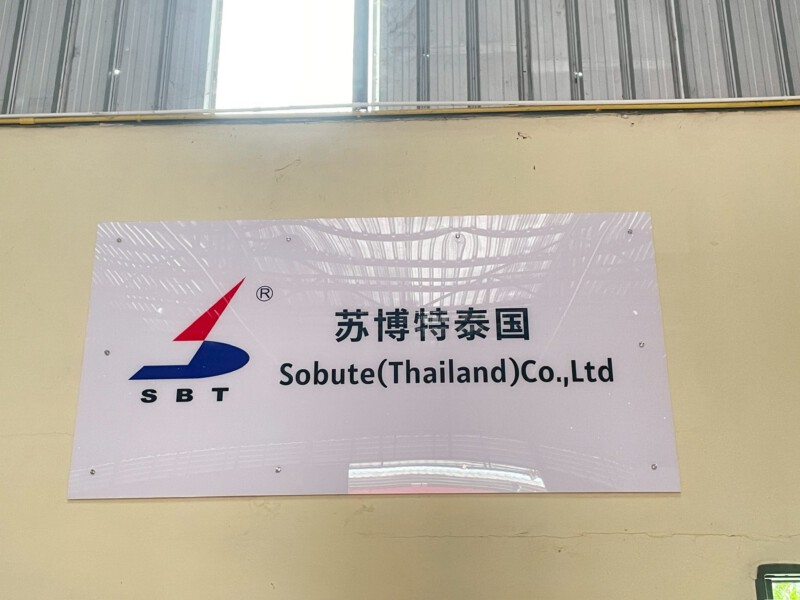 ®
苏博特泰国
Sobute(Thailand)Co.,Ltd
SBT